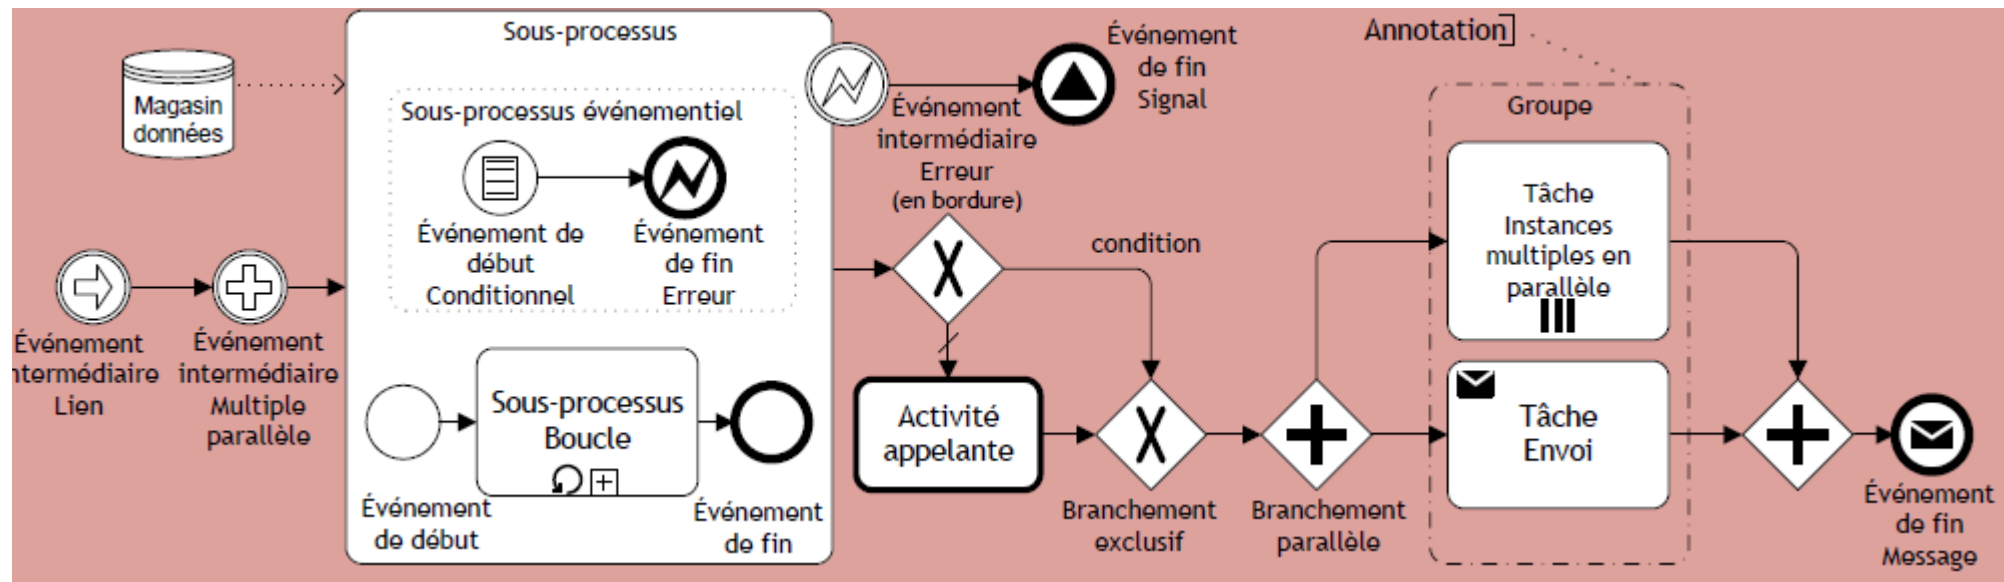 Magasin
données
Événement
ntermédiaire
Lien
Événement
intermédiaire
Multiple
parallèle
Sous-processus
Sous-processus événementiel
Événement de
début
Conditionnel
Événement
de fin
Erreur
Événement
de début
Sous-processus
Boucle
Événement
de fin
Événement
intermédiaire
Erreur
(en bordure)
Événement
de fin
Signal
condition
Activité
appelante
Branchement
exclusif
Branchement
parallèle
Annotation
Groupe
Tâche
Instances
multiples en
parallèle
Tâche
Envoi
Événement
de fin
Message